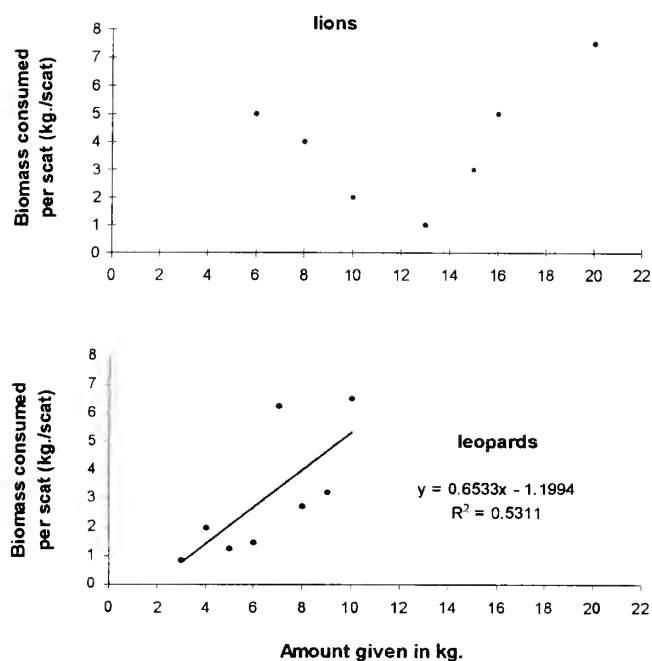 lions
Biomass consumed
per scat (kg./scat)
8
7
6
5
4
3
2
1
0
0 2 4 6 8 10 12 14 16 18 20 22
Biomass consumed
per scat (kg./scat)
8
7
6
5
4
3
2
1
0
leopards
y = 0.6533x - 1.1994
R² = 0.5311
0 2 4 6 8 10 12 14 16 18 20 22
Amount given in kg.